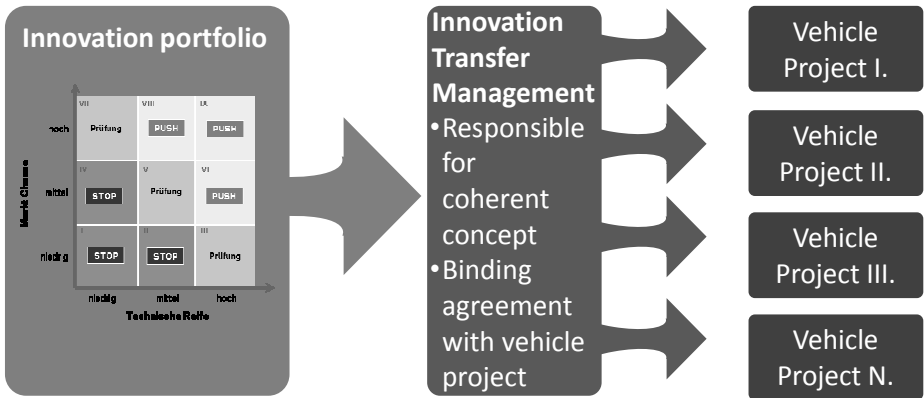 Innovation portfolio
VII
VIII
IX
hoch
Prüfung
PUSH
PUSH
IV
V
VI
mittel
STOP
Prüfung
PUSH
Markt Chance
I
II
III
niedrig
STOP
STOP
Prüfung
niedrig
mittel
hoch
Technische Reife
Innovation
Transfer
Management
•Responsible
for
coherent
concept
•Binding
agreement
with vehicle
project
Vehicle
Project I.
Vehicle
Project II.
Vehicle
Project III.
Vehicle
Project N.